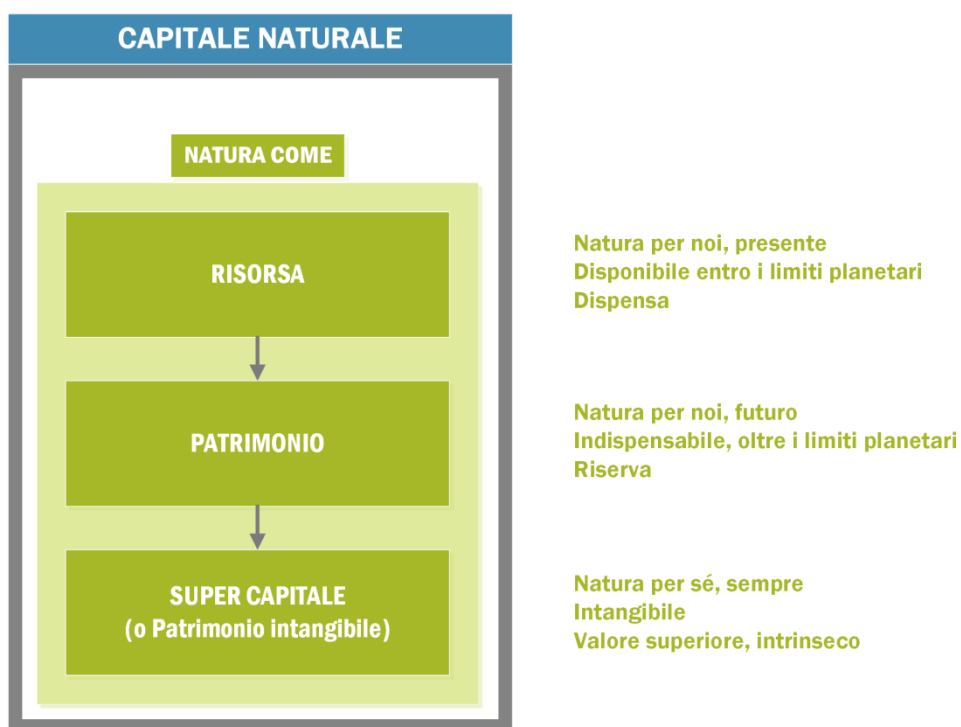 CAPITALE NATURALE
NATURA COME
RISORSA
Natura per noi, presente
Disponibile entro i limiti planetari
Dispensa
PATRIMONIO
Natura per noi, futuro
Indispensabile, oltre i limiti planetari
Riserva
SUPER CAPITALE
(o Patrimonio intangibile)
Natura per sé, sempre
Intangibile
Valore superiore, intrinseco